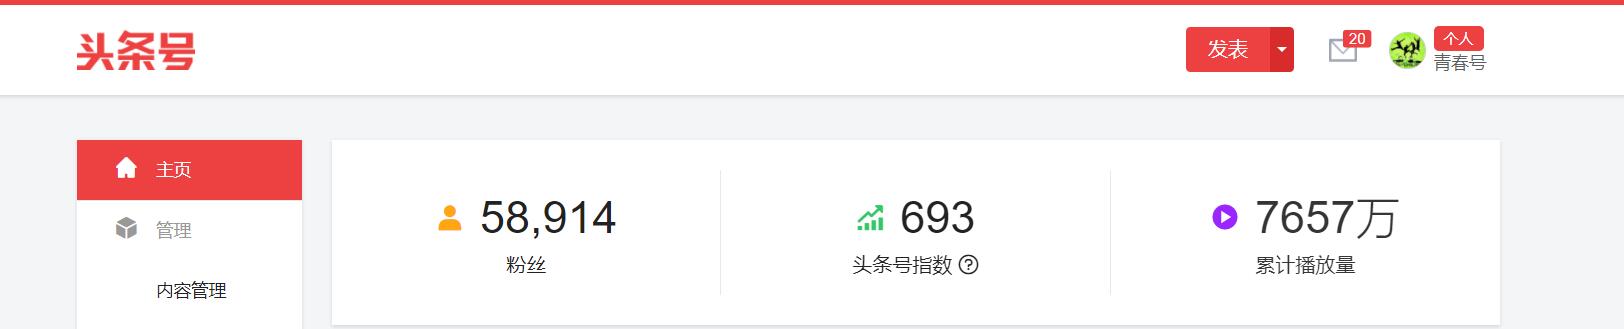 头条号
发表
20
个人
青春号
主页
管理
内容管理
58,914
粉丝
693
头条号指数
7657万
累计播放量